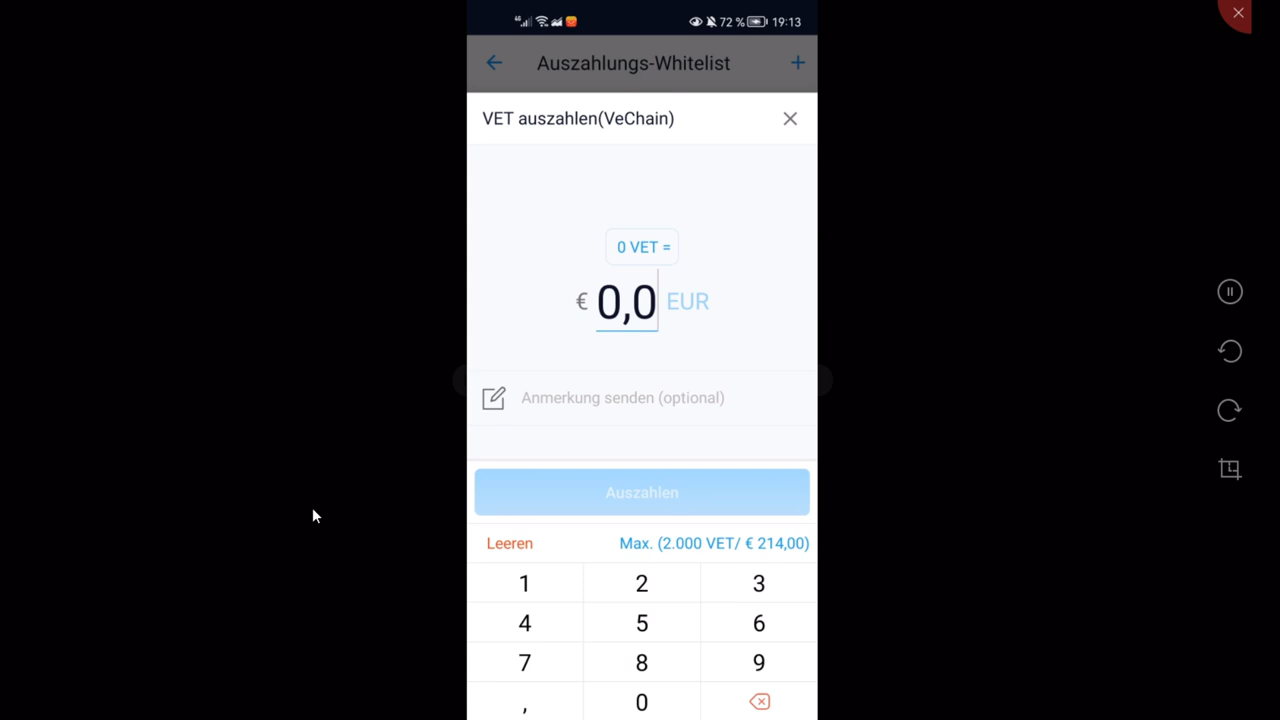 72 % 19:13
Auszahlungs-Whitelist
VET auszahlen(VeChain)
0 VET =
€ 0,0 EUR
Anmerkung senden (optional)
Auszahlen
Leeren Max. (2.000 VET/ € 214,00)
1 2 3
4 5 6
7 8 9
, 0